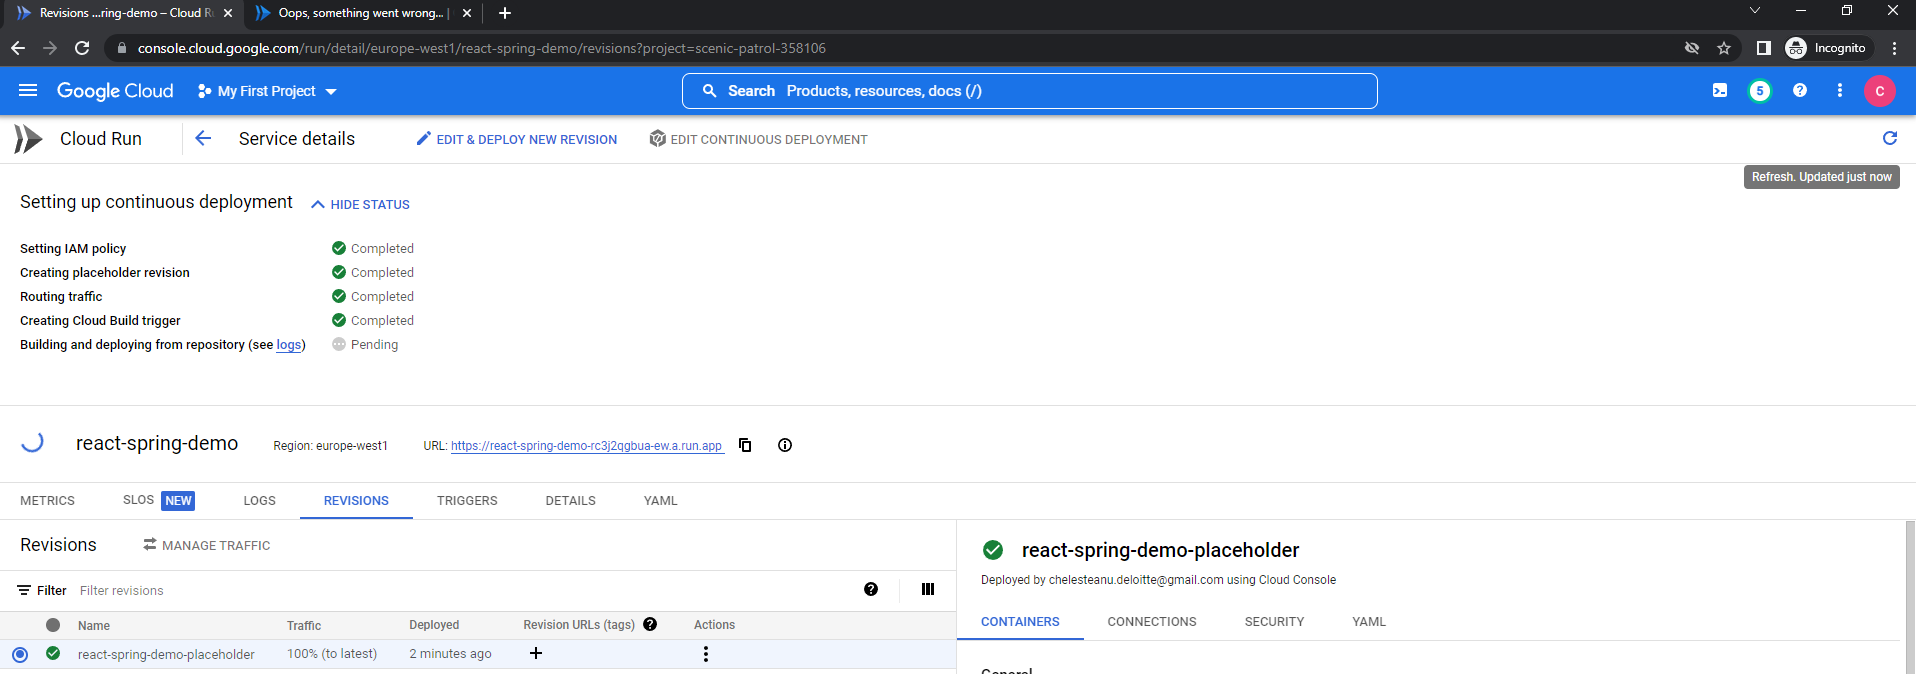 Revisions ...ring-demo – Cloud R
Oops, something went wrong... |
console.cloud.google.com/run/detail/europe-west1/react-spring-demo/revisions?project=scenic-patrol-358106
Incognito
Google Cloud
My First Project
Search Products, resources, docs (/)
5
C
Cloud Run
Service details
EDIT & DEPLOY NEW REVISION
EDIT CONTINUOUS DEPLOYMENT
Refresh. Updated just now
Setting up continuous deployment
HIDE STATUS
Setting IAM policy Completed
Creating placeholder revision Completed
Routing traffic Completed
Creating Cloud Build trigger Completed
Building and deploying from repository (see logs) Pending
react-spring-demo
Region: europe-west1
URL: https://react-spring-demo-rc3j2qgbua-ew.a.run.app
METRICS SLOS NEW LOGS REVISIONS TRIGGERS DETAILS YAML
Revisions
MANAGE TRAFFIC
Filter Filter revisions
Name Traffic Deployed Revision URLs (tags) Actions
react-spring-demo-placeholder 100% (to latest) 2 minutes ago
react-spring-demo-placeholder
Deployed by chelesteanu.deloitte@gmail.com using Cloud Console
CONTAINERS CONNECTIONS SECURITY YAML
General